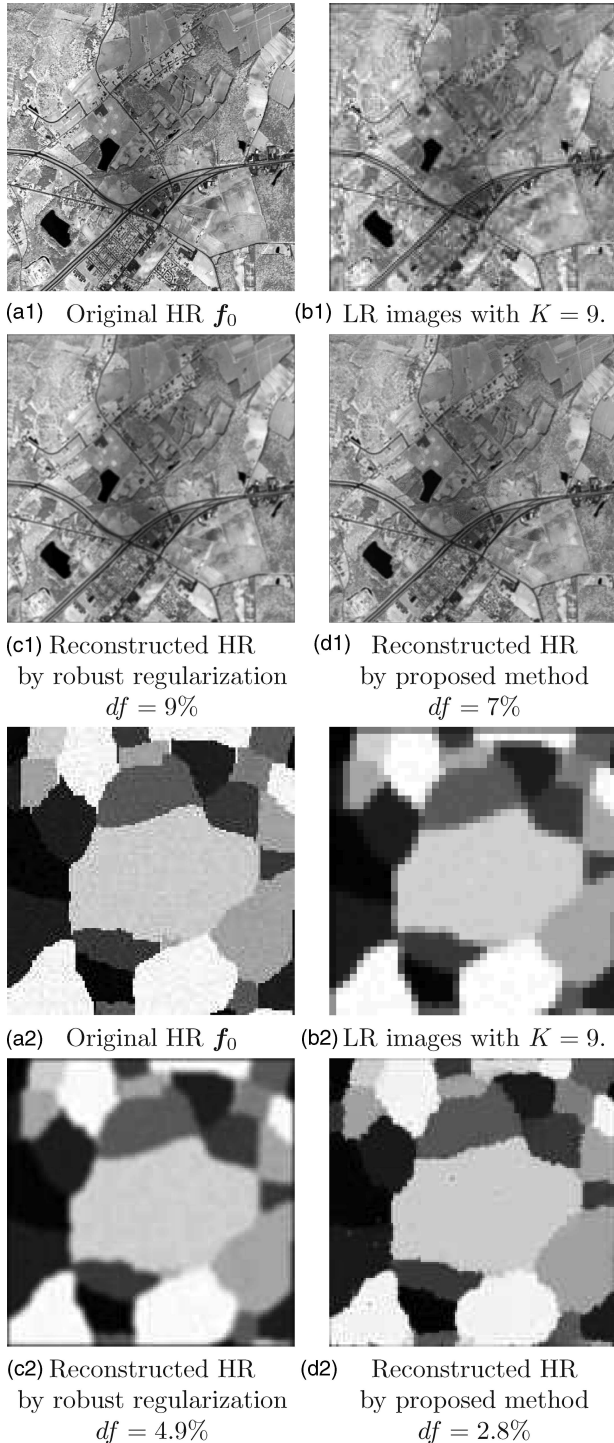 (a1) Original HR f₀
(b1) LR images with K = 9.
(c1) Reconstructed HR
by robust regularization
df = 9%
(d1) Reconstructed HR
by proposed method
df = 7%
(a2) Original HR f₀
(b2) LR images with K = 9.
(c2) Reconstructed HR
by robust regularization
df = 4.9%
(d2) Reconstructed HR
by proposed method
df = 2.8%